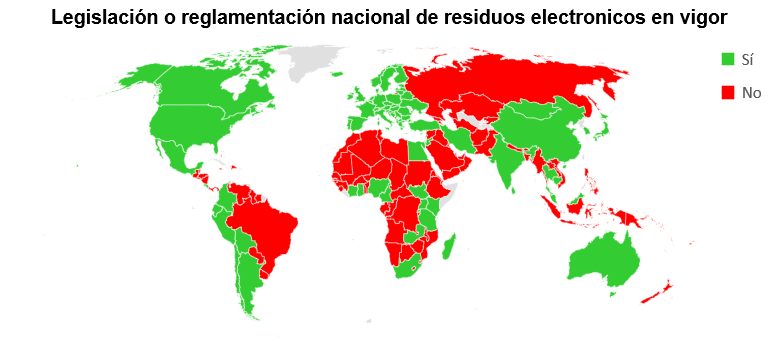 Legislación o reglamentación nacional de residuos electronicos en vigor
Sí
No